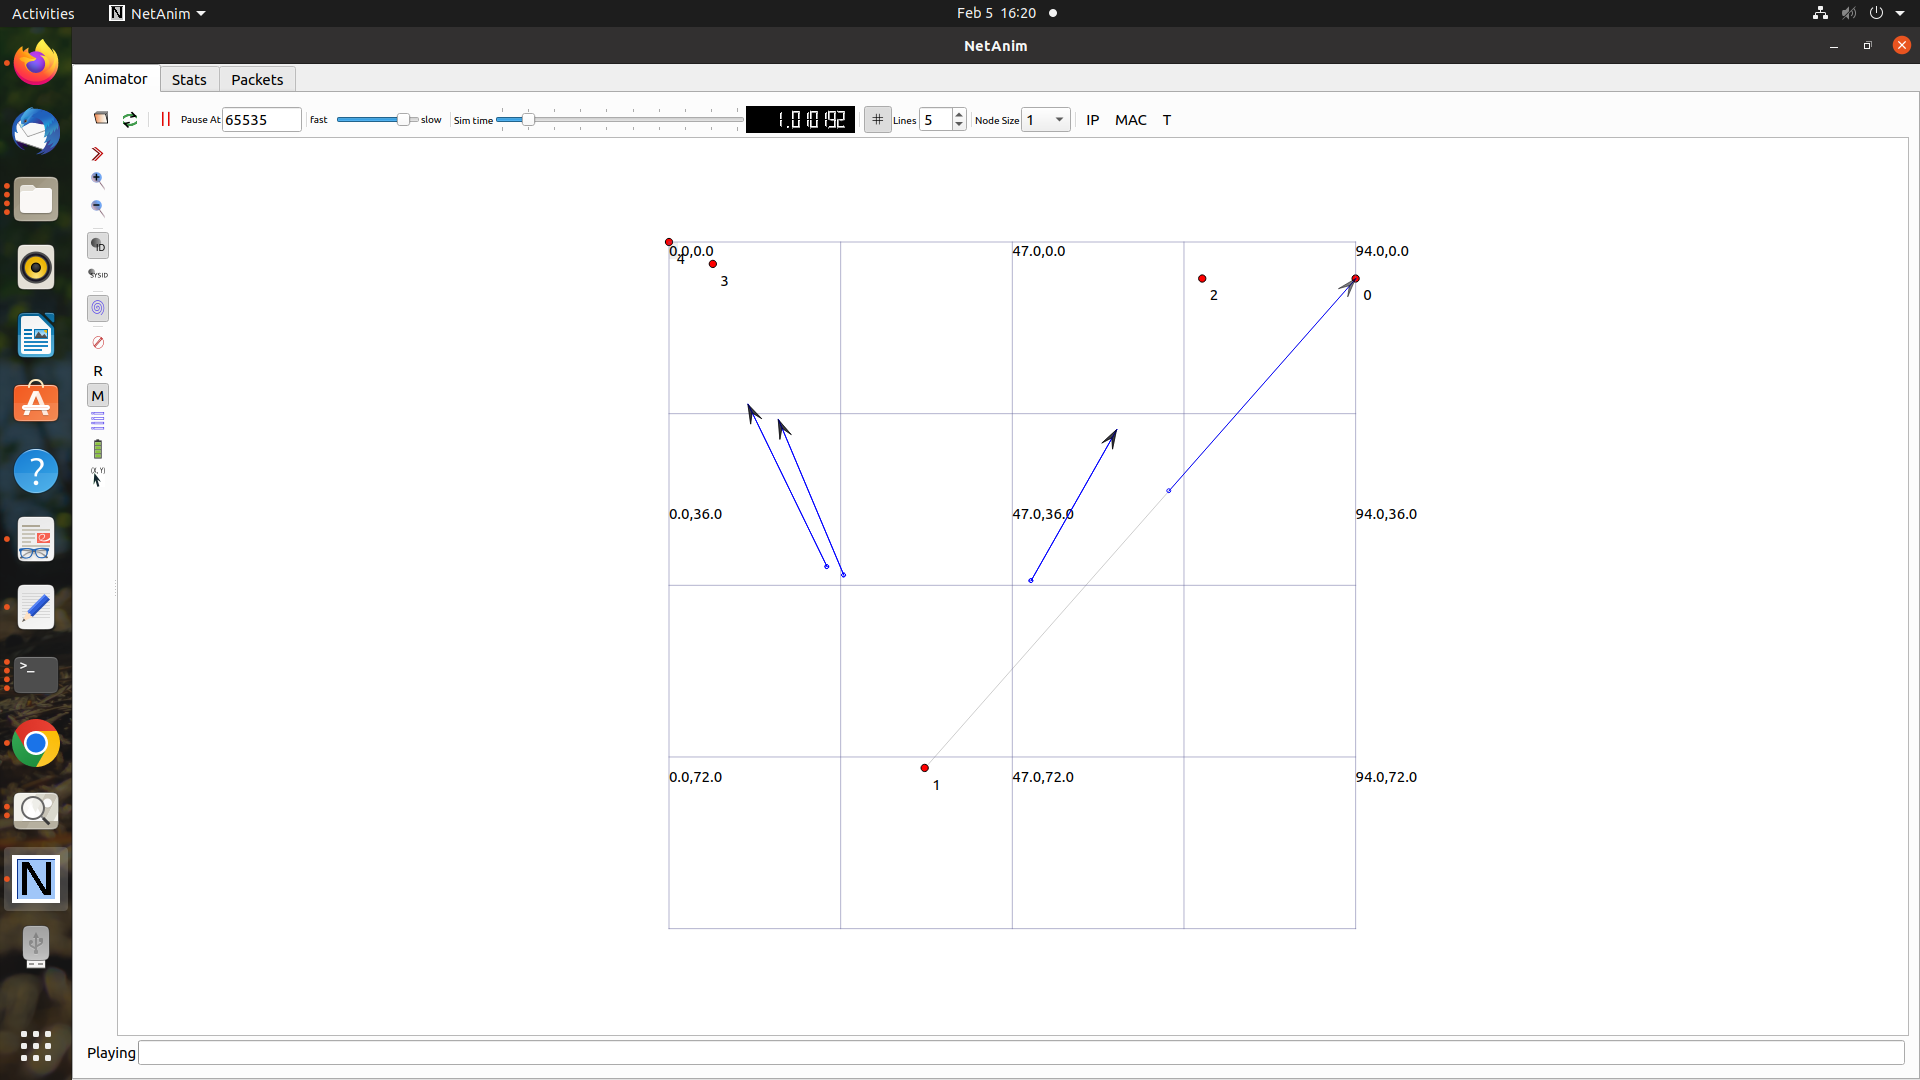 Activities NetAnim Feb 5 16:20
NetAnim
Animator Stats Packets
Pause At 65535 fast slow Sim time 1.010192 # Lines 5 Node Size 1 IP MAC T
ID
SYSID
R
M
(X, Y)
0.0,0.0 47.0,0.0 94.0,0.0
4
3
2
0
0.0,36.0 47.0,36.0 94.0,36.0
0.0,72.0 47.0,72.0 94.0,72.0
1
Playing